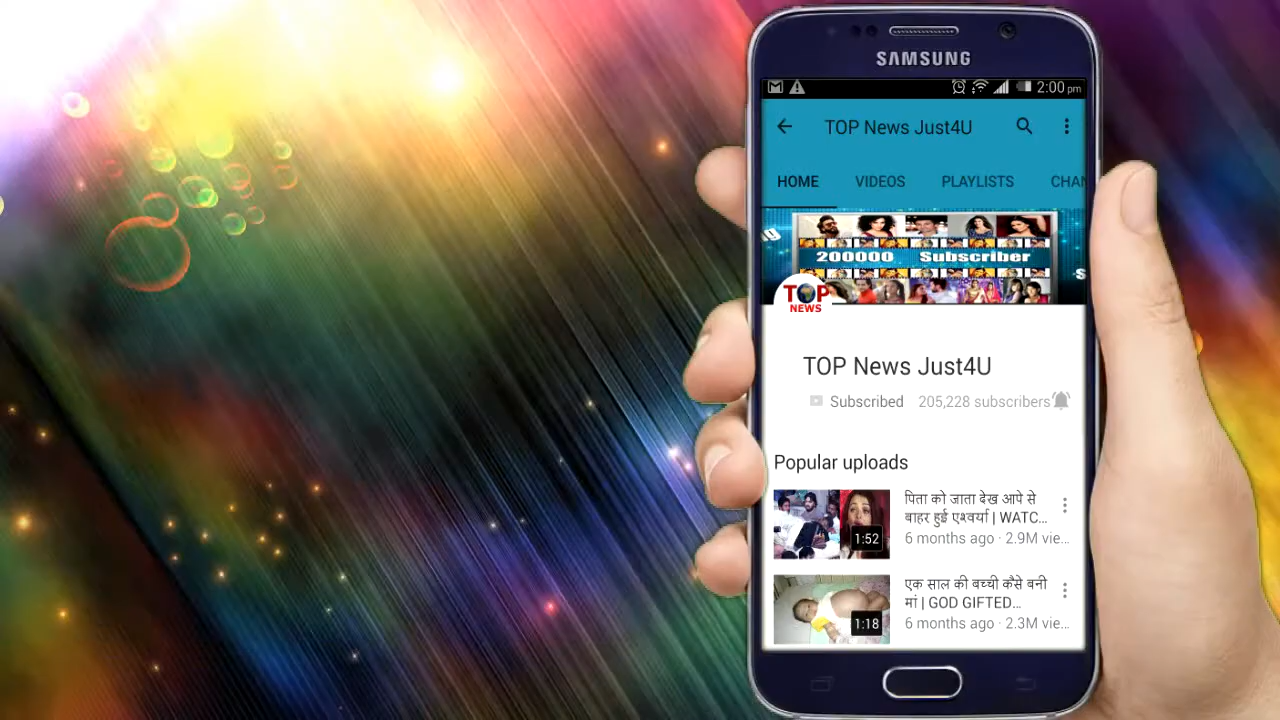 SAMSUNG
2:00 pm
TOP News Just4U
HOME VIDEOS PLAYLISTS CHAN
200000 Subscriber
TOP
NEWS
TOP News Just4U
Subscribed 205,228 subscribers
Popular uploads
पिता को जाता देख आपे से
बाहर हुई एश्वर्या | WATC...
1:52
6 months ago · 2.9M vie...
एक साल की बच्ची कैसे बनी
मां | GOD GIFTED...
1:18
6 months ago · 2.3M vie...